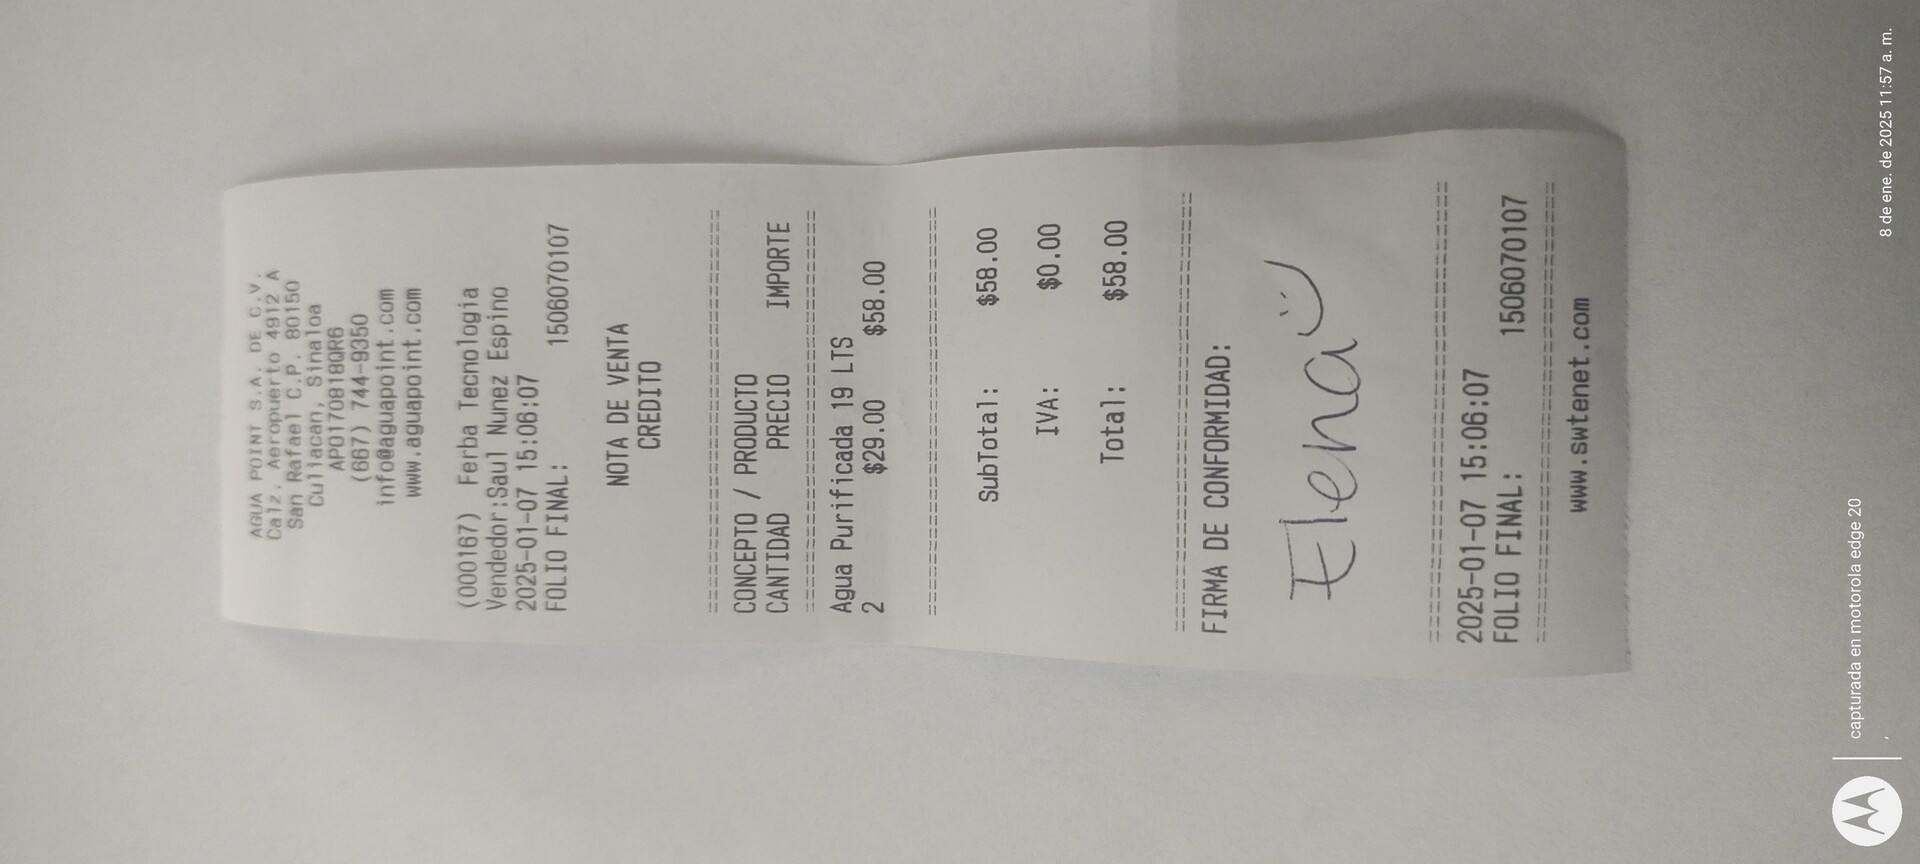 AGUA POINT S.A. DE C.V.
Calz. Aeropuerto 4912 A
San Rafael C.P. 80150
Culiacan, Sinaloa
APO170818QR6
(667) 744-9350
info@aguapoint.com
www.aguapoint.com
(000167) Ferba Tecnologia
Vendedor:Saul Nunez Espino
2025-01-07 15:06:07
FOLIO FINAL: 1506070107
NOTA DE VENTA
CREDITO
CONCEPTO / PRODUCTO
CANTIDAD PRECIO IMPORTE
Agua Purificada 19 LTS
2 $29.00 $58.00
SubTotal: $58.00
IVA: $0.00
Total: $58.00
FIRMA DE CONFORMIDAD:
Elena
2025-01-07 15:06:07
FOLIO FINAL: 1506070107
www.swtenet.com
capturada en motorola edge 20
8 de ene. de 2025 11:57 a. m.